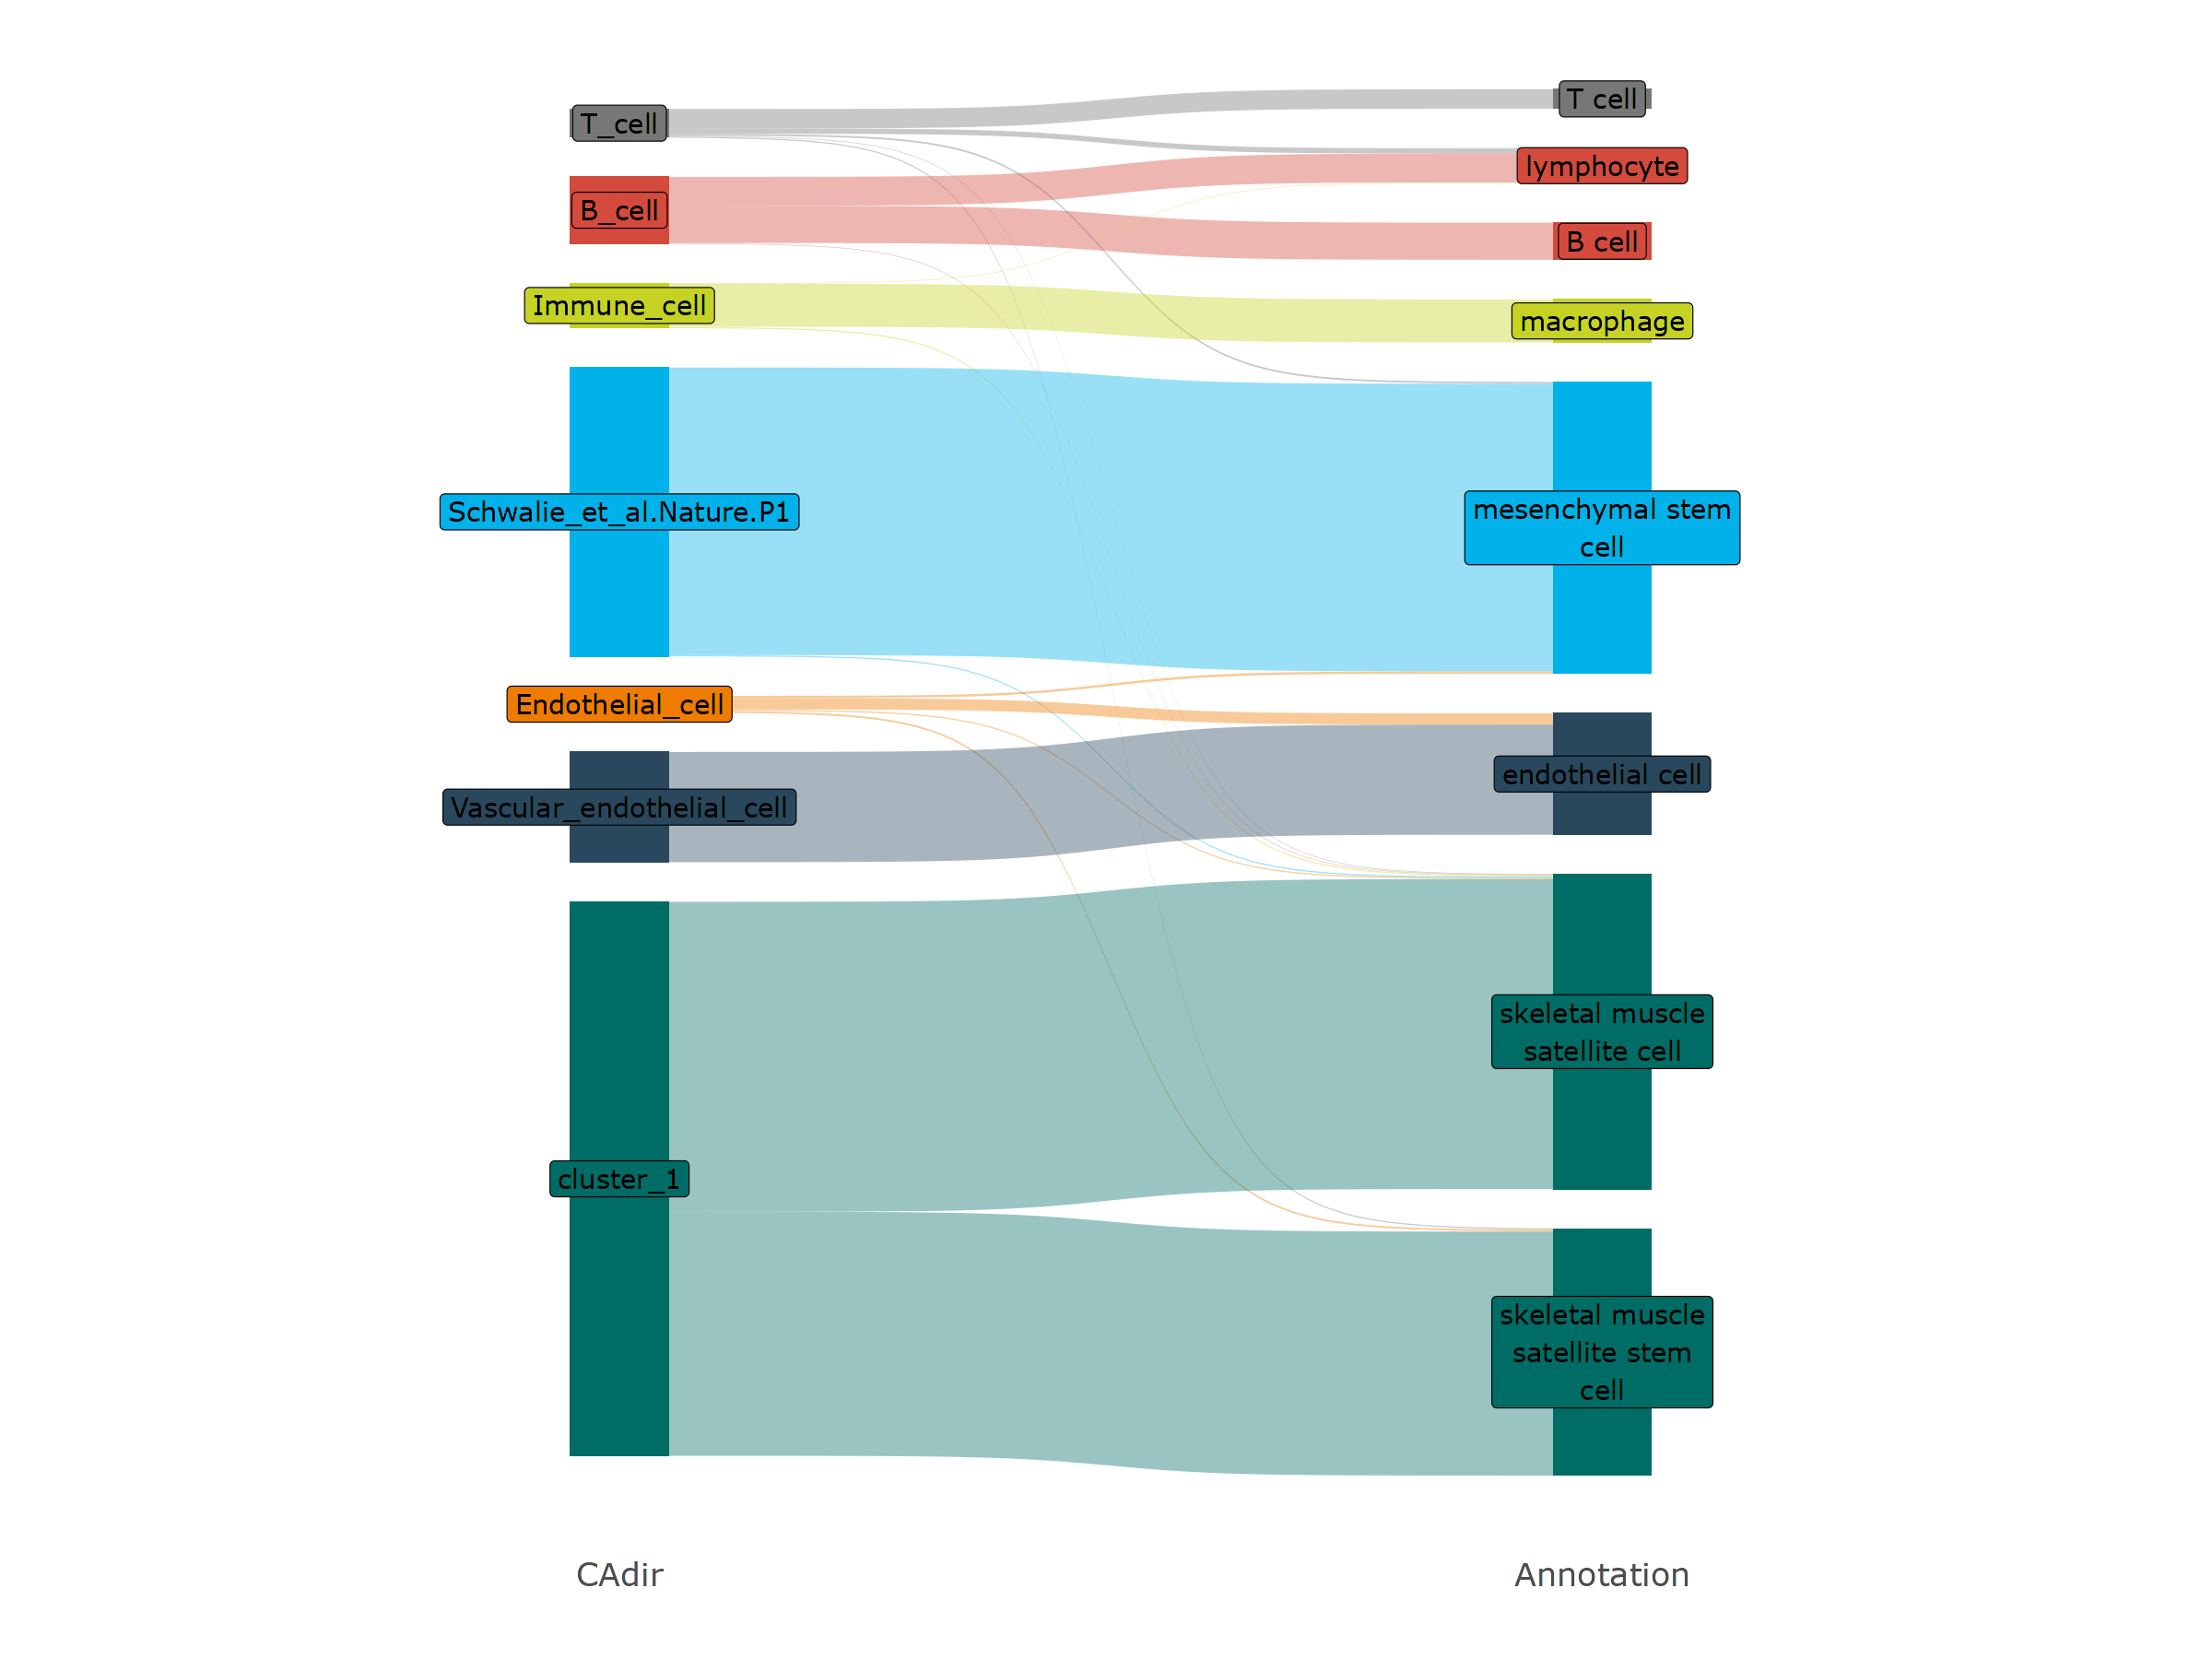 T_cell
B_cell
Immune_cell
Schwalie_et_al.Nature.P1
Endothelial_cell
Vascular_endothelial_cell
cluster_1
CAdir
T cell
lymphocyte
B cell
macrophage
mesenchymal stem
cell
endothelial cell
skeletal muscle
satellite cell
skeletal muscle
satellite stem
cell
Annotation